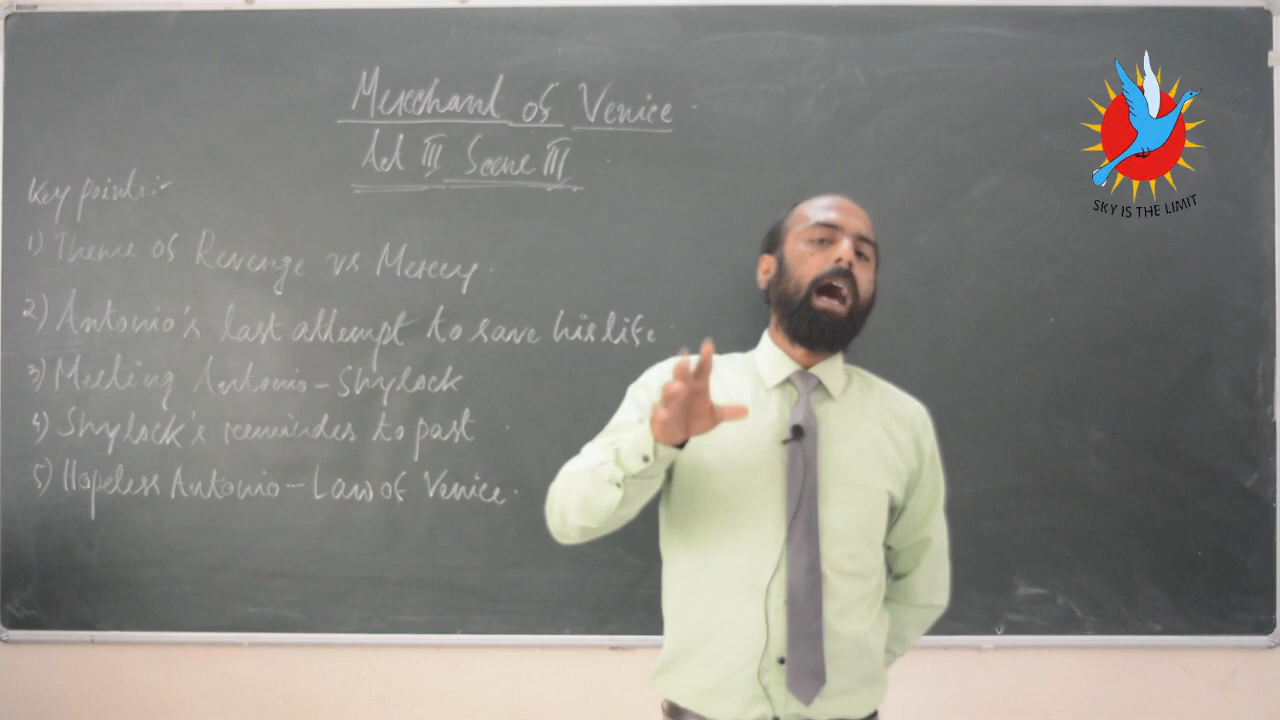 Merchant of Venice
Act III Scene III
Key points:-
1) Theme of Revenge vs Mercy.
2) Antonio's last attempt to save his life
3) Meeting Antonio-Shylock
4) Shylock's reminder to past
5) Hopeless Antonio-Law of Venice.
SKY IS THE LIMIT